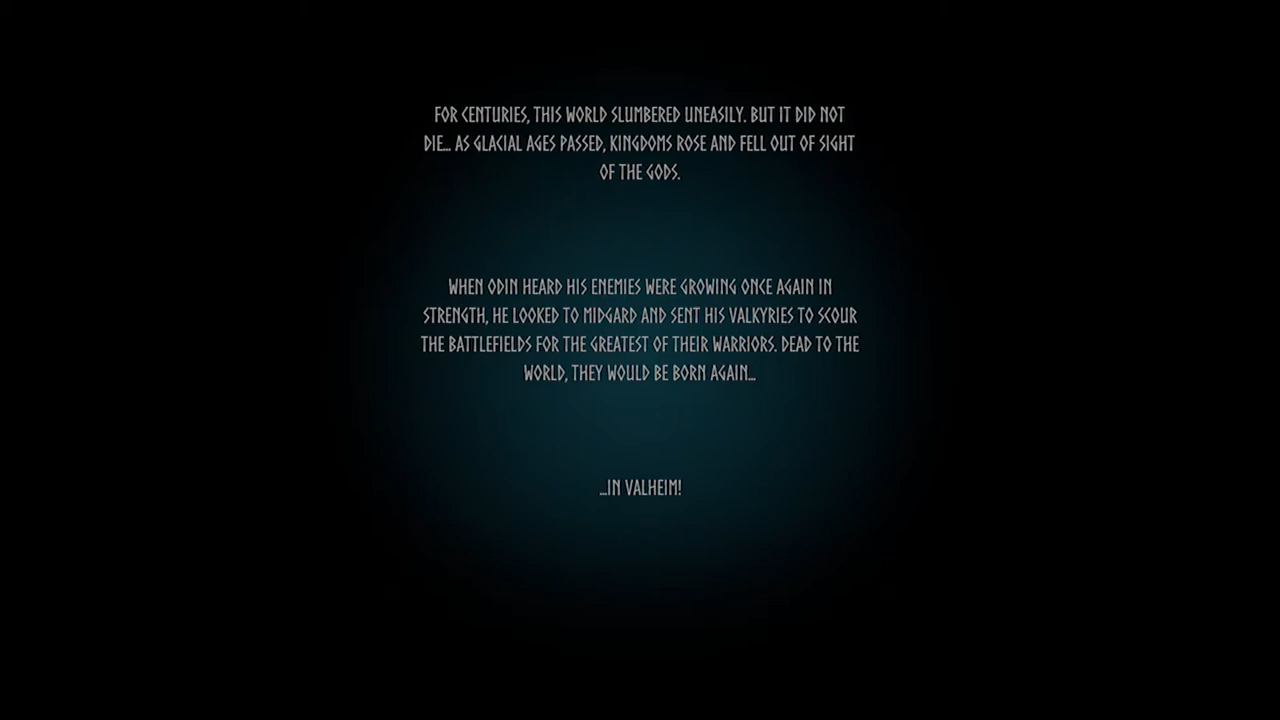 FOR CENTURIES, THIS WORLD SLUMBERED UNEASILY. BUT IT DID NOT
DIE... AS GLACIAL AGES PASSED, KINGDOMS ROSE AND FELL OUT OF SIGHT
OF THE GODS.
WHEN ODIN HEARD HIS ENEMIES WERE GROWING ONCE AGAIN IN
STRENGTH, HE LOOKED TO MIDGARD AND SENT HIS VALKYRIES TO SCOUR
THE BATTLEFIELDS FOR THE GREATEST OF THEIR WARRIORS. DEAD TO THE
WORLD, THEY WOULD BE BORN AGAIN...
...IN VALHEIM!